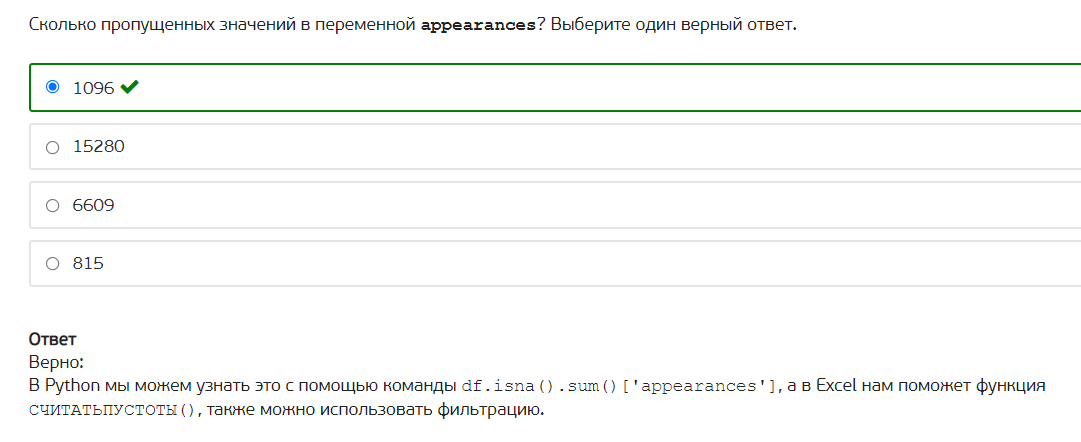 Сколько пропущенных значений в переменной appearances? Выберите один верный ответ.
1096
15280
6609
815
Ответ
Верно:
В Python мы можем узнать это с помощью команды df.isna().sum()['appearances'], а в Excel нам поможет функция
СЧИТАТЬПУСТОТЫ(), также можно использовать фильтрацию.